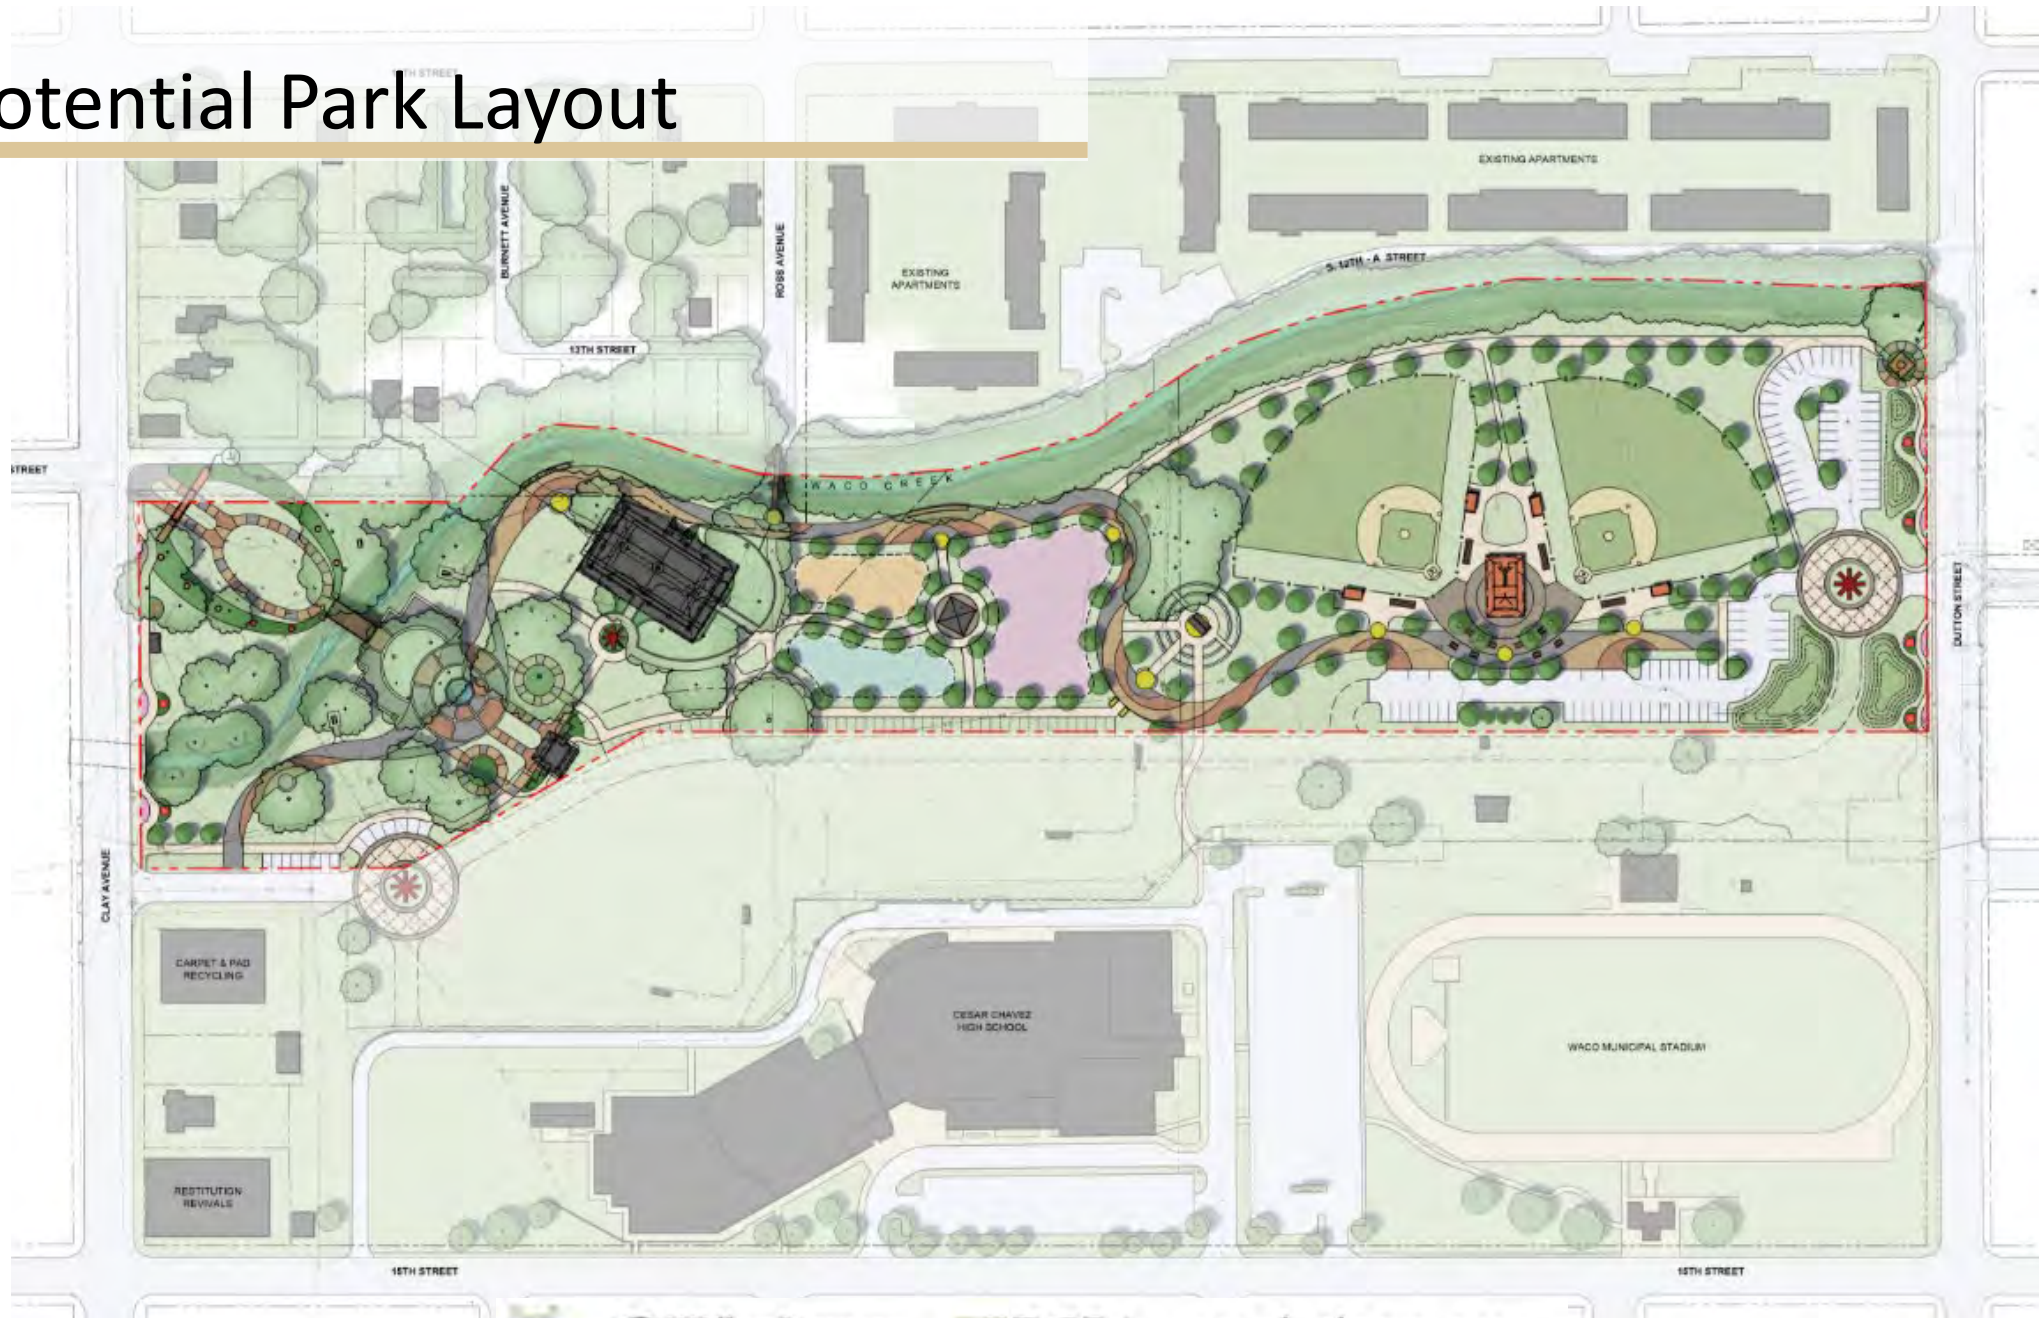 otential Park Layout
TH STREET
EXISTING APARTMENTS
BURNETT AVENUE
ROSS AVENUE
S. 12TH - A STREET
EXISTING
APARTMENTS
13TH STREET
STREET
WACO CREEK
DUTTON STREET
CLAY AVENUE
CARPET & PAD
RECYCLING
CESAR CHAVEZ
HIGH SCHOOL
WACO MUNICIPAL STADIUM
RESTITUTION
REVIVALS
15TH STREET
15TH STREET